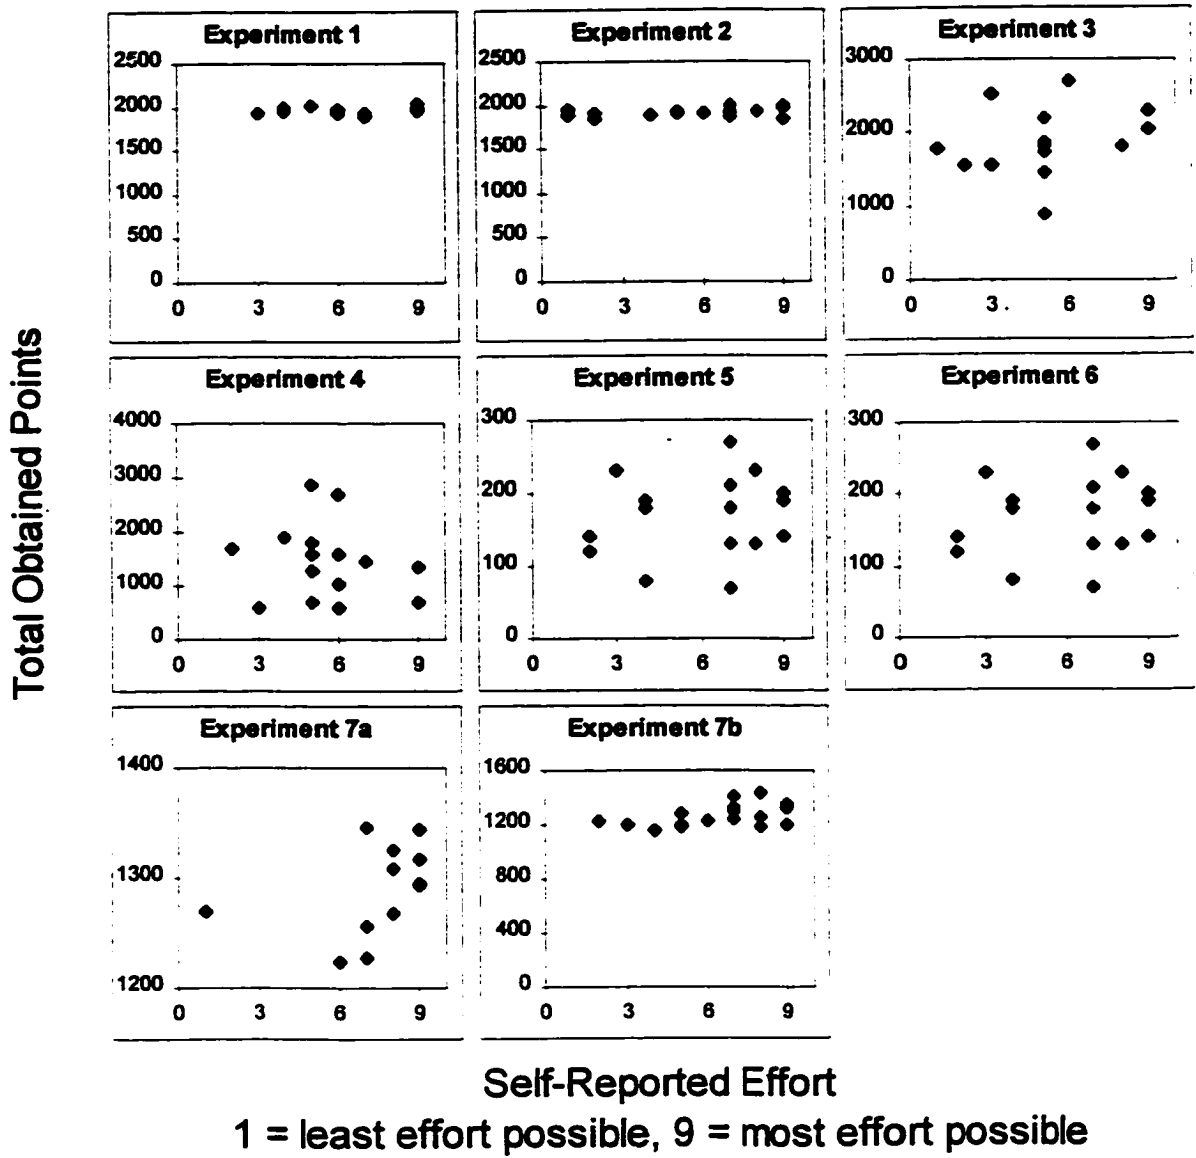 Experiment 1
2500
2000
1500
1000
500
0
0 3 6 9
Experiment 2
2500
2000
1500
1000
500
0
0 3 6 9
Experiment 3
3000
2000
1000
0
0 3. 6 9
Experiment 4
4000
3000
2000
1000
0
0 3 6 9
Experiment 5
300
200
100
0
0 3 6 9
Experiment 6
300
200
100
0
0 3 6 9
Experiment 7a
1400
1300
1200
0 3 6 9
Experiment 7b
1600
1200
800
400
0
0 3 6 9
Total Obtained Points
Self-Reported Effort
1 = least effort possible, 9 = most effort possible